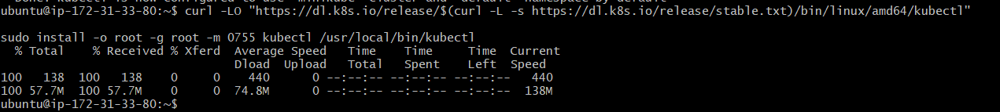 Done! kubectl is now configured to use "minikube" cluster and "default" namespace by default
ubuntu@ip-172-31-33-80:~$ curl -LO "https://dl.k8s.io/release/$(curl -L -s https://dl.k8s.io/release/stable.txt)/bin/linux/amd64/kubectl"
sudo install -o root -g root -m 0755 kubectl /usr/local/bin/kubectl
% Total % Received % Xferd Average Speed Time Time Time Current
Dload Upload Total Spent Left Speed
100 138 100 138 0 0 440 0 --:--:-- --:--:-- --:--:-- 440
100 57.7M 100 57.7M 0 0 74.8M 0 --:--:-- --:--:-- --:--:-- 138M
ubuntu@ip-172-31-33-80:~$